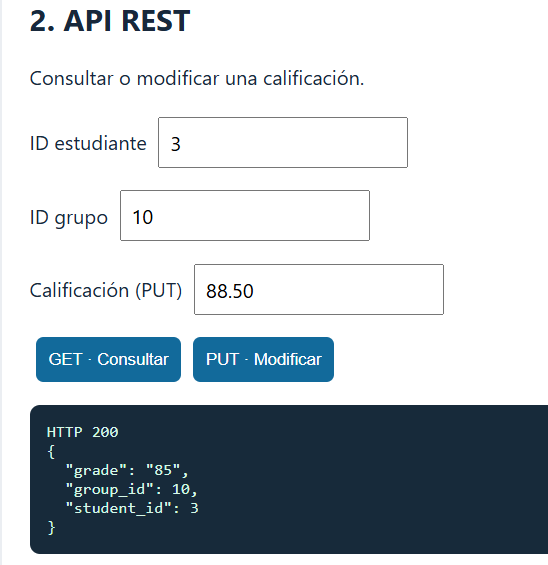 2. API REST
Consultar o modificar una calificación.
ID estudiante 3
ID grupo 10
Calificación (PUT) 88.50
GET · Consultar PUT · Modificar
HTTP 200
{
  "grade": "85",
  "group_id": 10,
  "student_id": 3
}